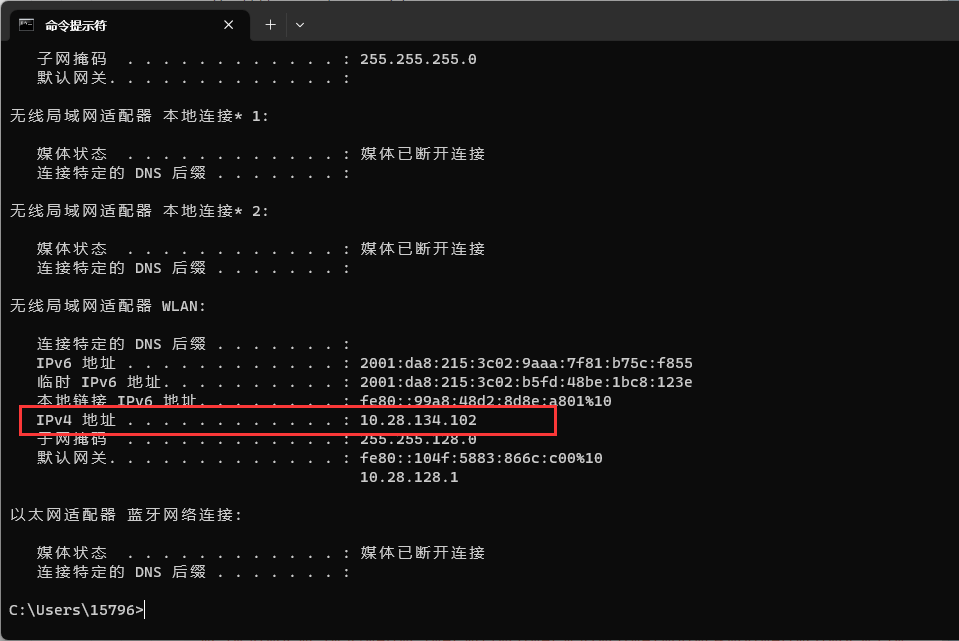 命令提示符
子网掩码 . . . . . . . . . . . . : 255.255.255.0
默认网关. . . . . . . . . . . . . :
无线局域网适配器 本地连接* 1:
媒体状态 . . . . . . . . . . . . : 媒体已断开连接
连接特定的 DNS 后缀 . . . . . . . :
无线局域网适配器 本地连接* 2:
媒体状态 . . . . . . . . . . . . : 媒体已断开连接
连接特定的 DNS 后缀 . . . . . . . :
无线局域网适配器 WLAN:
连接特定的 DNS 后缀 . . . . . . . :
IPv6 地址 . . . . . . . . . . . . : 2001:da8:215:3c02:9aaa:7f81:b75c:f855
临时 IPv6 地址. . . . . . . . . . : 2001:da8:215:3c02:b5fd:48be:1bc8:123e
本地链接 IPv6 地址. . . . . . . . : fe80::99a8:48d2:8d8e:a801%10
IPv4 地址 . . . . . . . . . . . . : 10.28.134.102
子网掩码 . . . . . . . . . . . . : 255.255.128.0
默认网关. . . . . . . . . . . . . : fe80::104f:5883:866c:c00%10
10.28.128.1
以太网适配器 蓝牙网络连接:
媒体状态 . . . . . . . . . . . . : 媒体已断开连接
连接特定的 DNS 后缀 . . . . . . . :
C:\Users\15796>